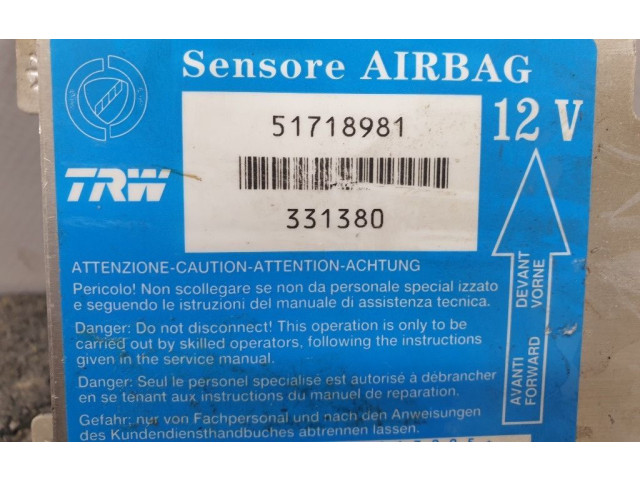 Sensore AIRBAG
51718981
12 V
TRW
331380
ATTENZIONE-CAUTION-ATTENTION-ACHTUNG
Pericolo! Non scollegare se non da personale special izzato
e seguendo le istruzioni del manuale di assistenza tecnica.
Danger: Do not disconnect! This operation is only to be
carried out by skilled operators, following the instructions
given in the service manual.
Danger: Seul le personel spécialisé est autorisé à débrancher
en se tenant aux instructions du manuel de reparation.
Gefahr: nur von Fachpersonal und nach den Anweisungen
des Kundendiensthandbuches abtrennen lassen.
AVANTI DEVANT
FORWARD VORNE